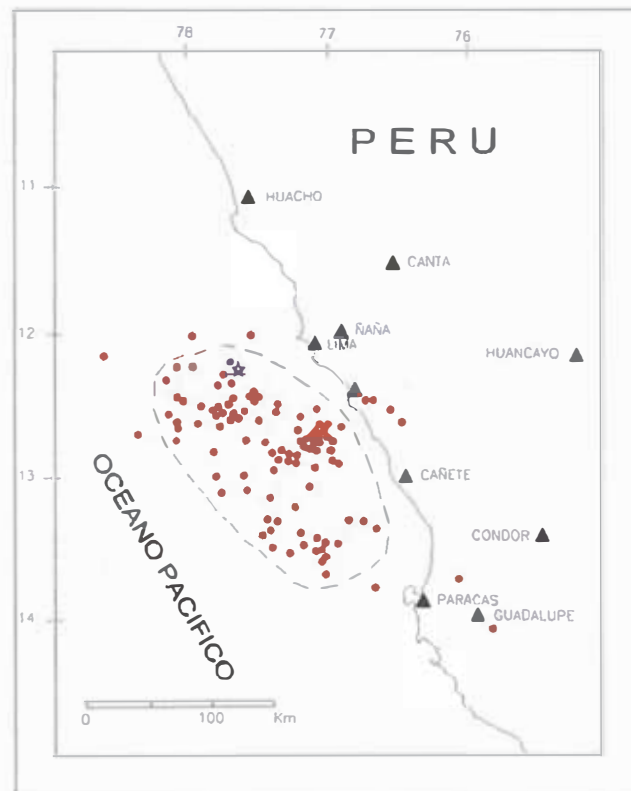 78 77 76
PERU
11
HUACHO
CANTA
12
ÑAÑA
LIMA
HUANCAYO
13
CAÑETE
OCEANO PACIFICO
CONDOR
PARACAS
14
GUADALUPE
0 100 Km